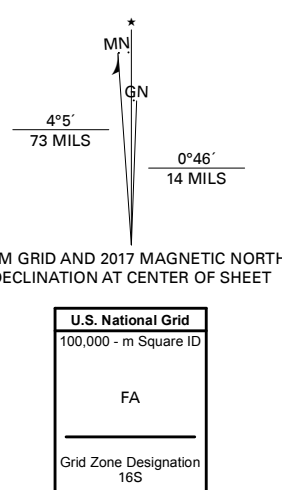 ★
MN
GN
4°5´
73 MILS
0°46´
14 MILS
M GRID AND 2017 MAGNETIC NORTH
DECLINATION AT CENTER OF SHEET
U.S. National Grid
100,000 - m Square ID
FA
Grid Zone Designation
16S